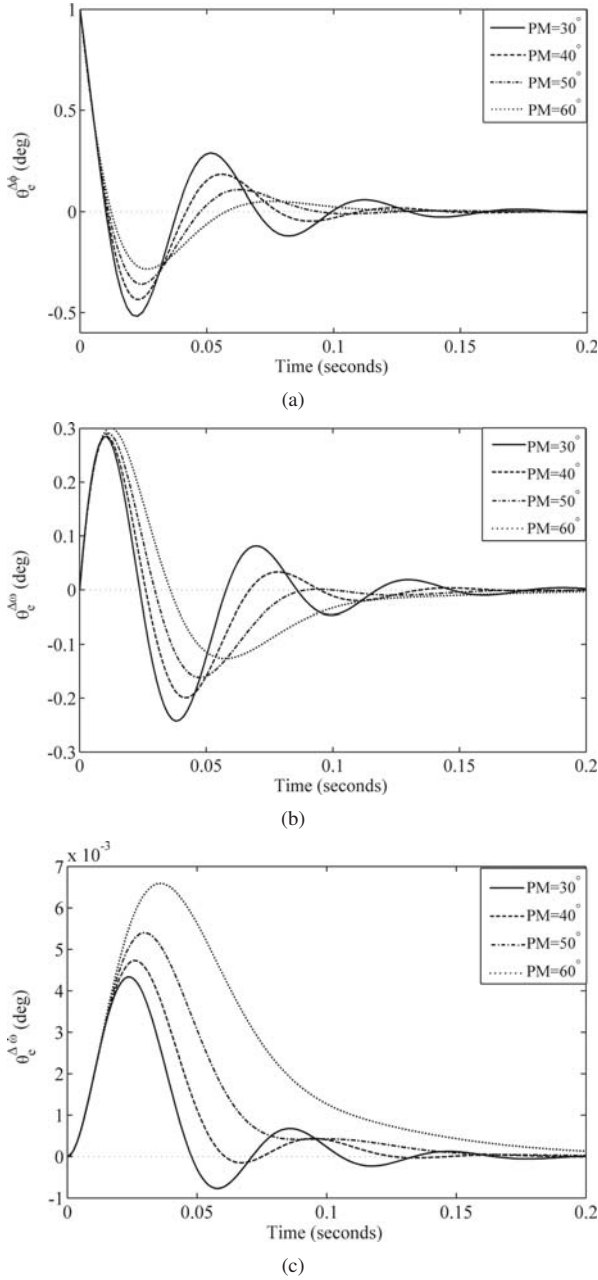 1
0.5
0
-0.5
θ_e^Δϕ (deg)
PM=30°
PM=40°
PM=50°
PM=60°
0
0.05
0.1
0.15
0.2
Time (seconds)
(a)
0.3
0.2
0.1
0
-0.1
-0.2
-0.3
θ_e^Δω (deg)
PM=30°
PM=40°
PM=50°
PM=60°
0
0.05
0.1
0.15
0.2
Time (seconds)
(b)
x 10⁻³
7
6
5
4
3
2
1
0
-1
θ_e^Δω̇ (deg)
PM=30°
PM=40°
PM=50°
PM=60°
0
0.05
0.1
0.15
0.2
Time (seconds)
(c)